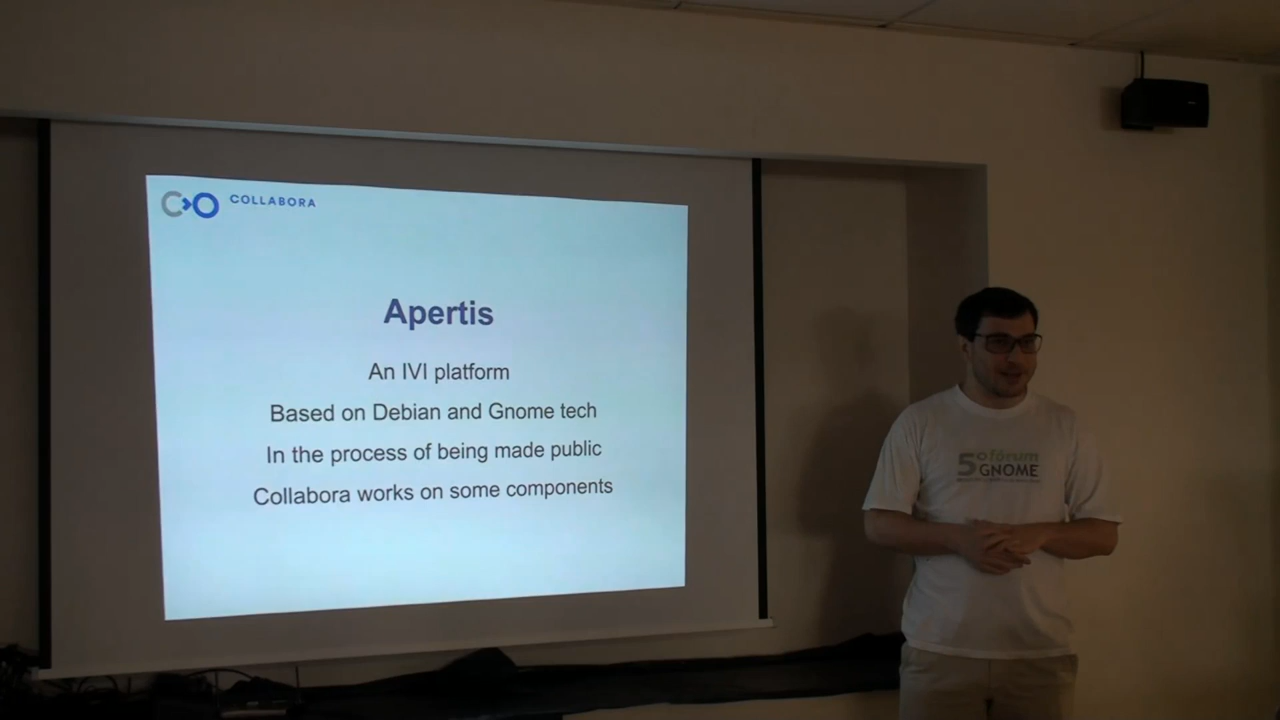 COLLABORA
Apertis
An IVI platform
Based on Debian and Gnome tech
In the process of being made public
Collabora works on some components
5º fórum
GNOME